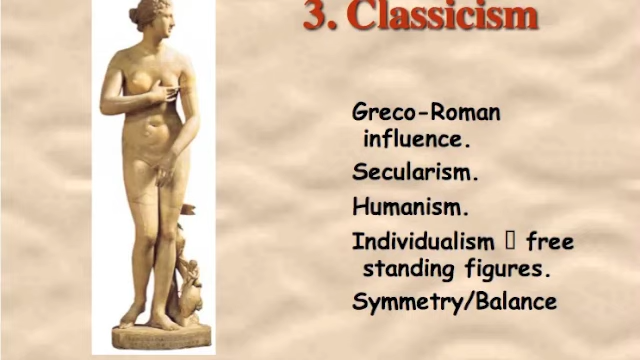 3. Classicism
Greco-Roman
influence.
Secularism.
Humanism.
Individualism  free
standing figures.
Symmetry/Balance